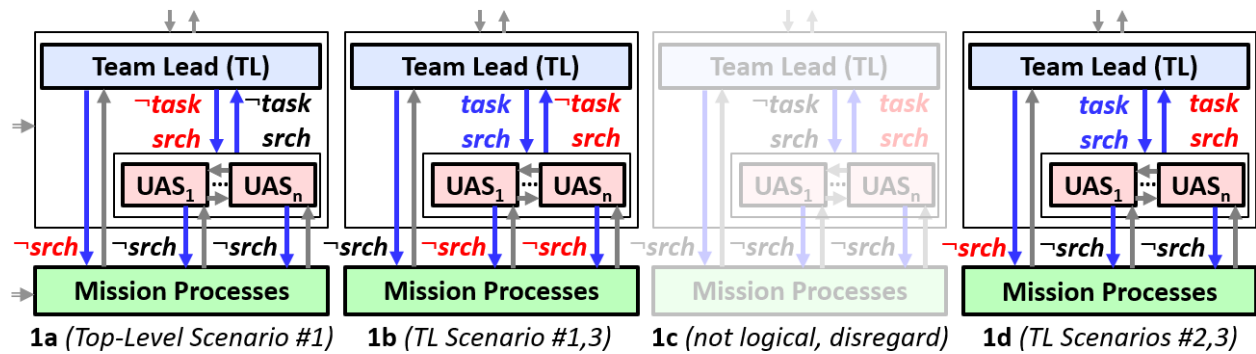 Team Lead (TL) Team Lead (TL) Team Lead (TL) Team Lead (TL)
¬task ¬task task ¬task ¬task task task task
srch srch srch srch srch srch srch srch
UAS1 ... UASn UAS1 ... UASn UAS1 ... UASn UAS1 ... UASn
¬srch ¬srch ¬srch ¬srch ¬srch ¬srch ¬srch ¬srch ¬srch ¬srch ¬srch ¬srch
Mission Processes Mission Processes Mission Processes Mission Processes
1a (Top-Level Scenario #1) 1b (TL Scenario #1,3) 1c (not logical, disregard) 1d (TL Scenarios #2,3)